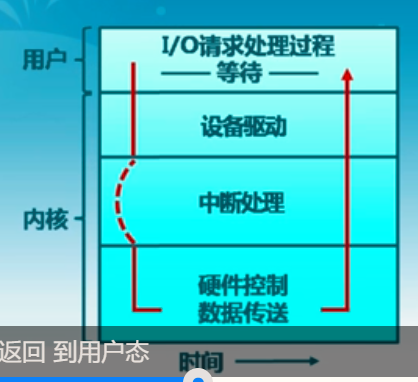 用户
I/O请求处理过程
等待
设备驱动
中断处理
内核
硬件控制
数据传送
返回 到用户态
时间